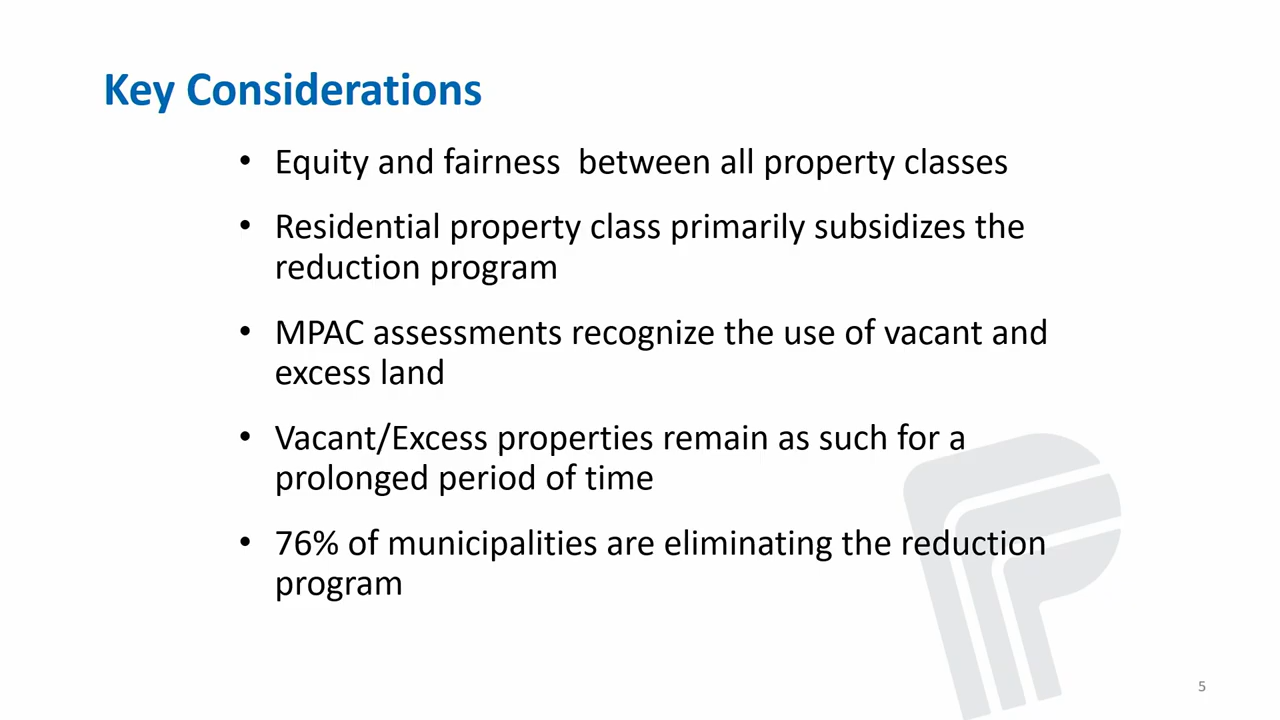 Key Considerations
• Equity and fairness  between all property classes
• Residential property class primarily subsidizes the
reduction program
• MPAC assessments recognize the use of vacant and
excess land
• Vacant/Excess properties remain as such for a
prolonged period of time
• 76% of municipalities are eliminating the reduction
program
5